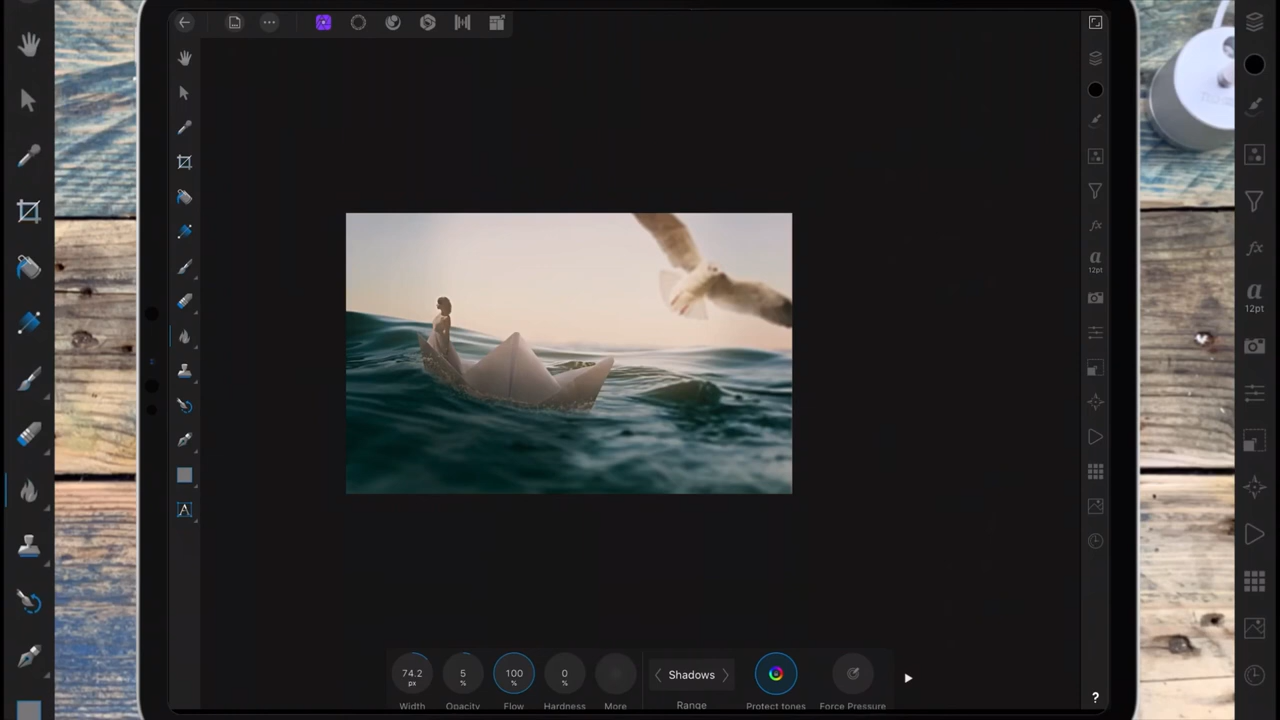 a
12pt
a
12pt
A
74.2
px
5
%
100
%
0
%
Shadows
Width
Opacity
Flow
Hardness
More
Range
Protect tones
Force Pressure
?